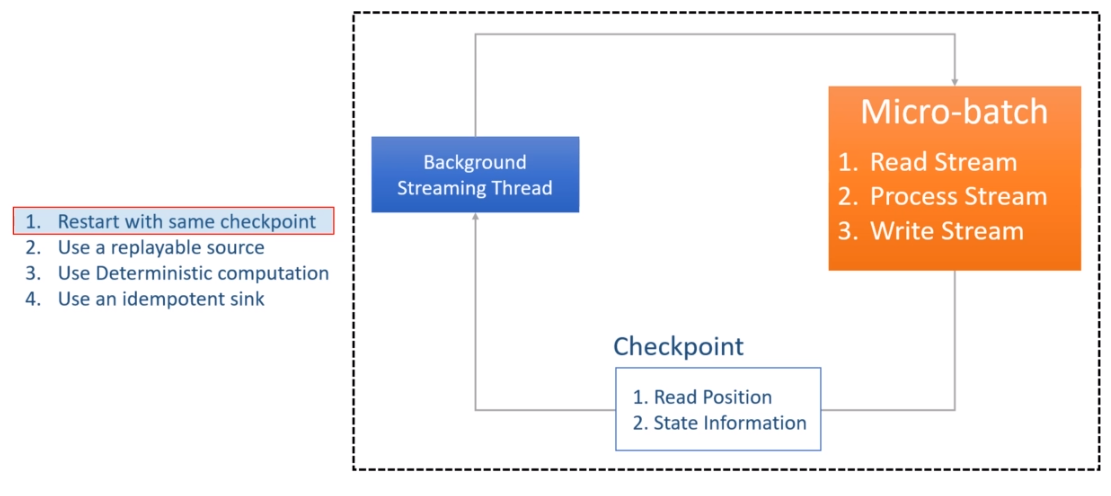 1. Restart with same checkpoint
2. Use a replayable source
3. Use Deterministic computation
4. Use an idempotent sink
Background
Streaming Thread
Micro-batch
1. Read Stream
2. Process Stream
3. Write Stream
Checkpoint
1. Read Position
2. State Information